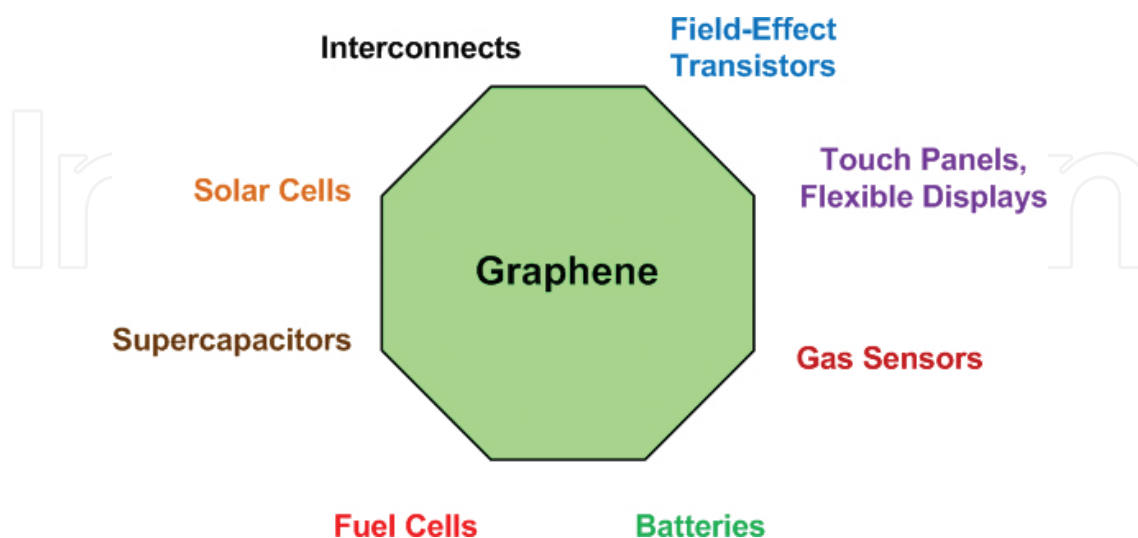 Interconnects
Field-Effect
Transistors
Touch Panels,
Flexible Displays
Solar Cells
Graphene
Supercapacitors
Gas Sensors
Fuel Cells
Batteries